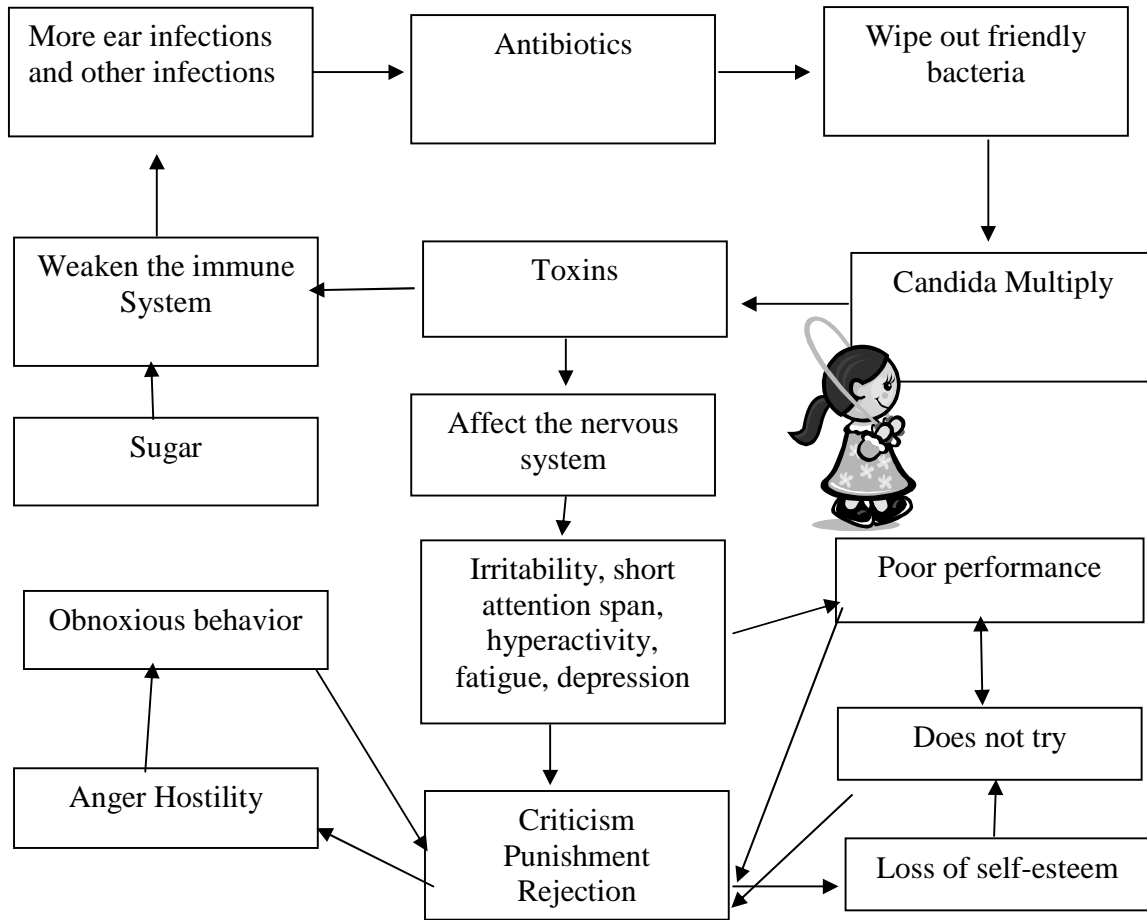 More ear infections
and other infections
Antibiotics
Wipe out friendly
bacteria
Weaken the immune
System
Toxins
Candida Multiply
Sugar
Affect the nervous
system
Irritability, short
attention span,
hyperactivity,
fatigue, depression
Poor performance
Obnoxious behavior
Does not try
Anger Hostility
Criticism
Punishment
Rejection
Loss of self-esteem